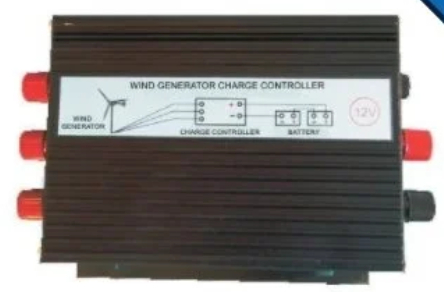 WIND GENERATOR CHARGE CONTROLLER
WIND
GENERATOR
+
-
12V
CHARGE CONTROLLER
BATTERY